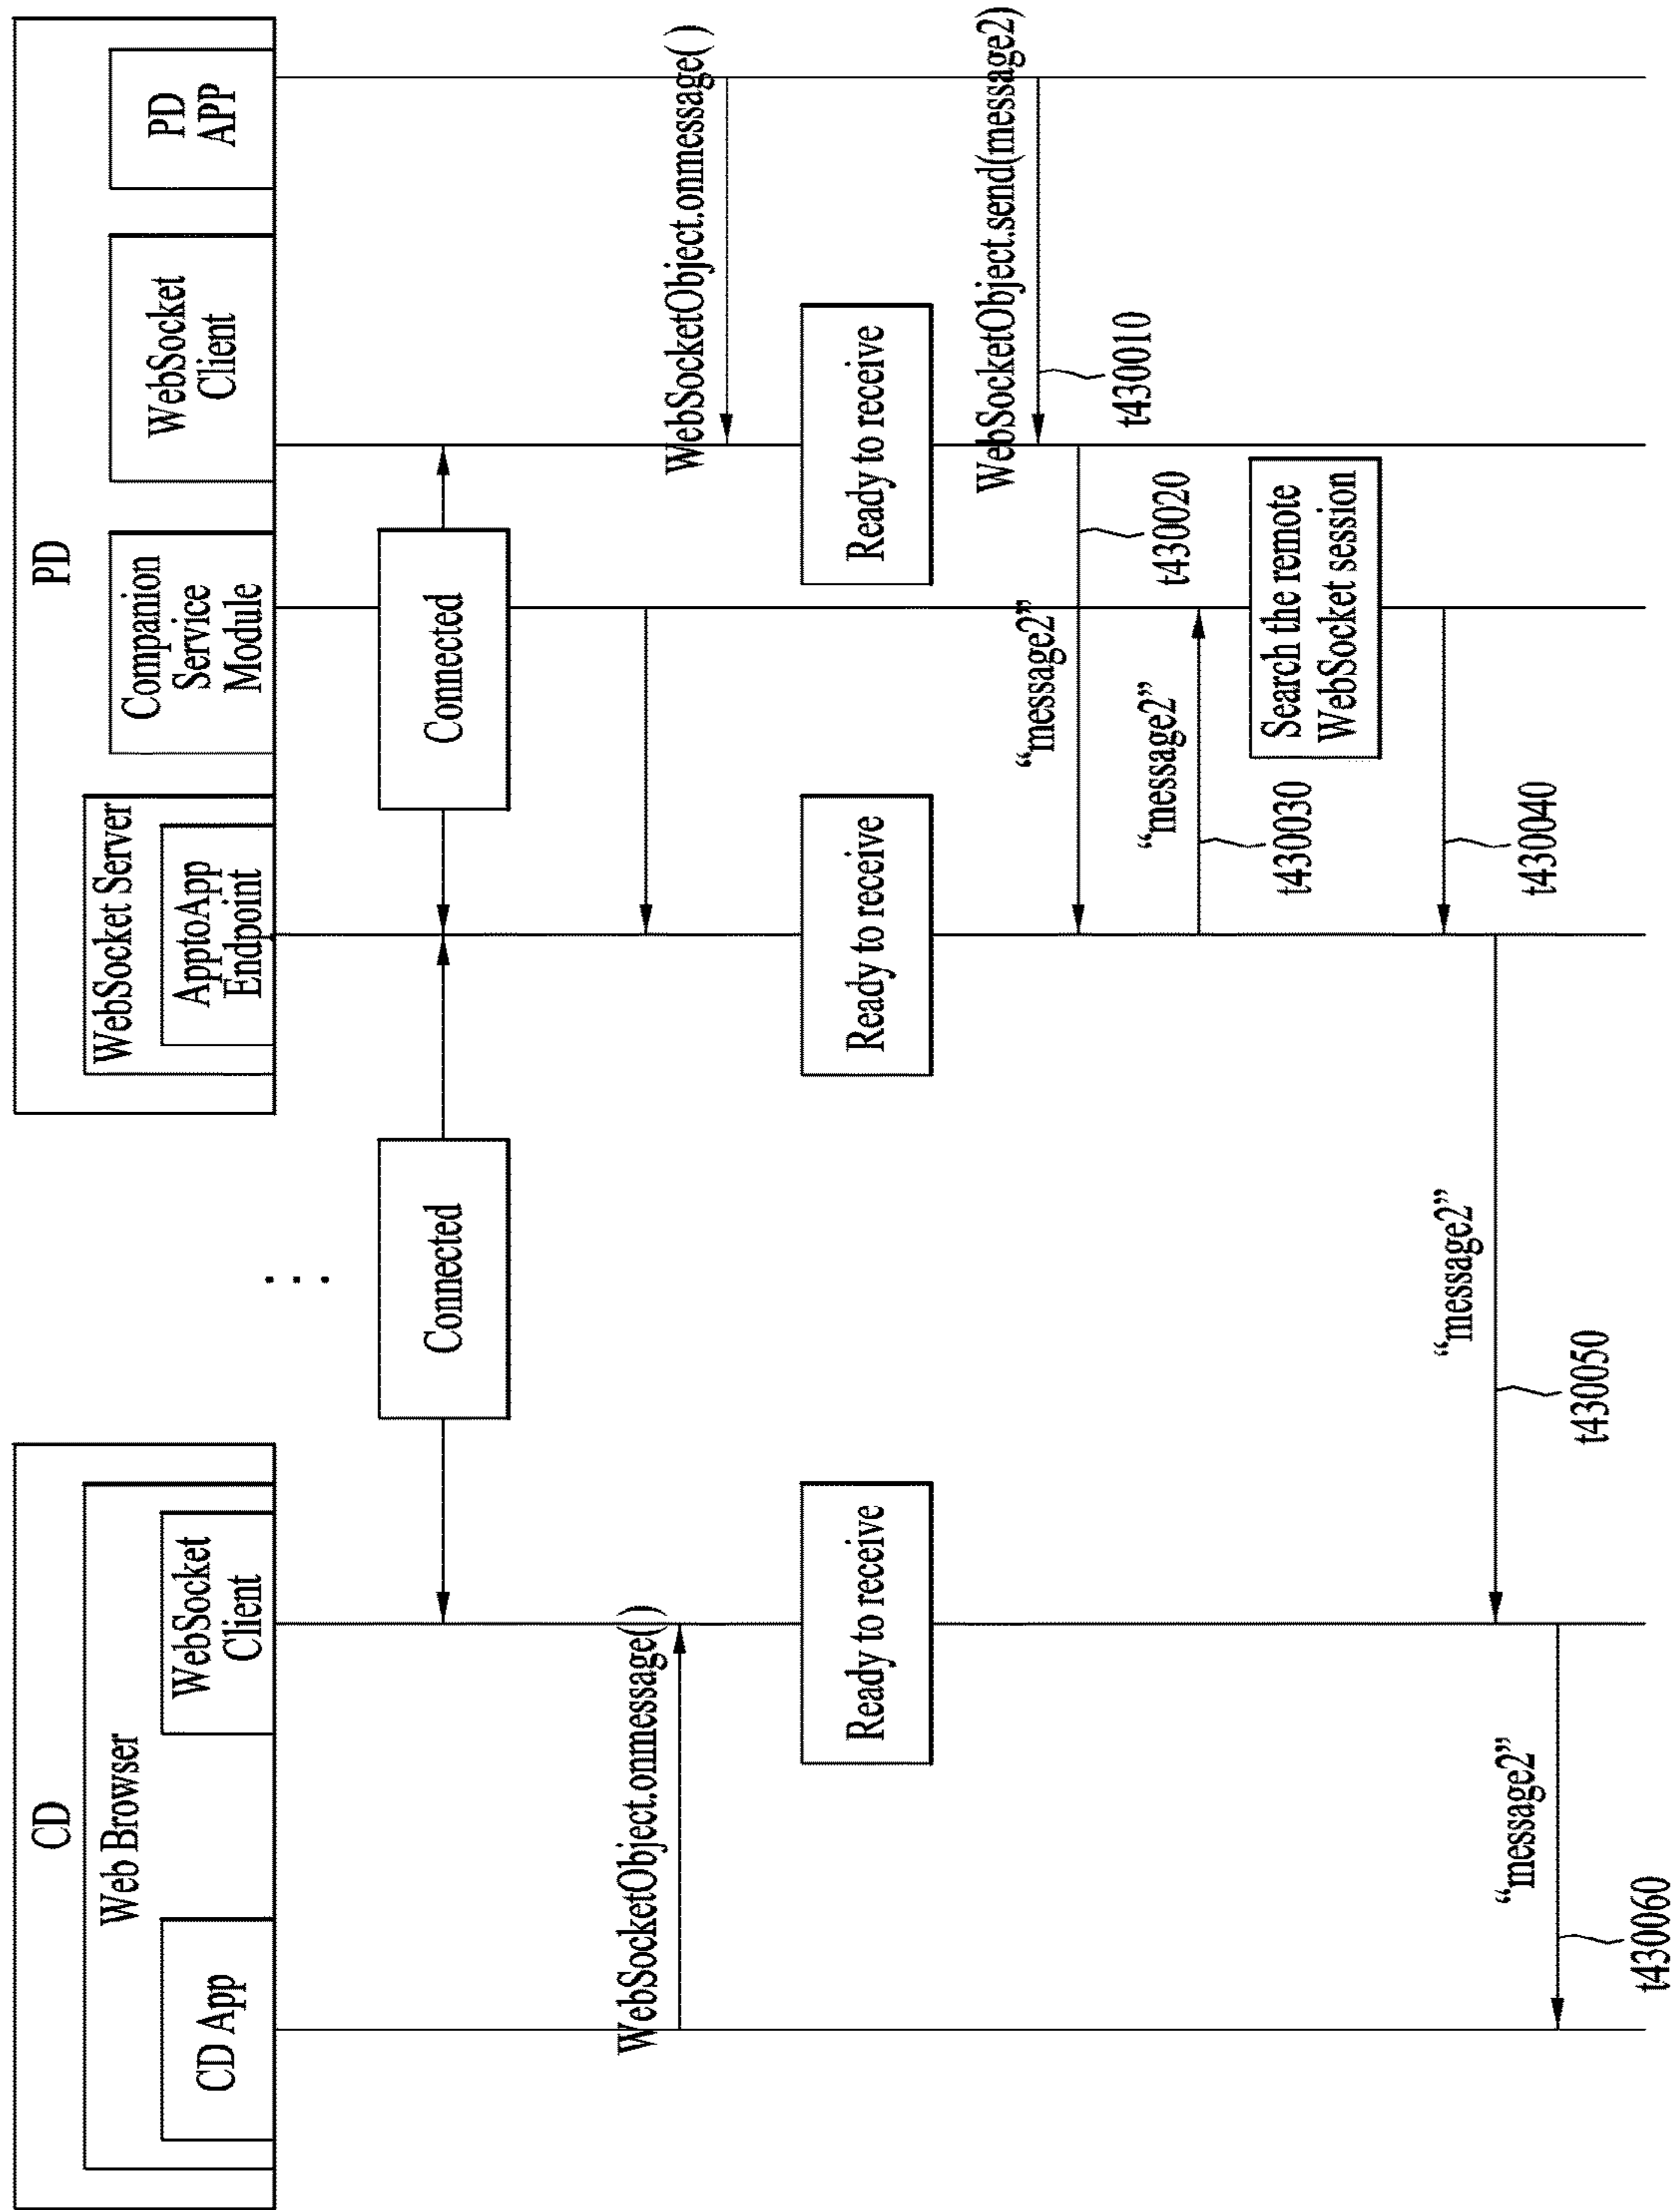 CD
PD
Web Browser
WebSocket Server
CD App
WebSocket
Client
ApptoApp
Endpoint
Companion
Service
Module
WebSocket
Client
PD
APP
...
Connected
Connected
WebSocketObject.onmessage()
WebSocketObject.onmessage( )
Ready to receive
Ready to receive
Ready to receive
WebSocketObject.send(message2)
t430010
“message2”
t430020
“message2”
t430030
Search the remote
WebSocket session
t430040
“message2”
t430050
“message2”
t430060